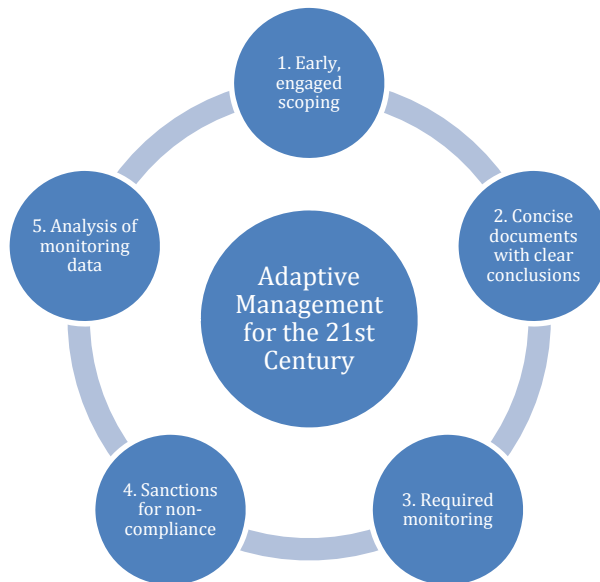 1. Early,
engaged
scoping
2. Concise
documents
with clear
conclusions
3. Required
monitoring
4. Sanctions
for non-
compliance
5. Analysis of
monitoring
data
Adaptive
Management
for the 21st
Century